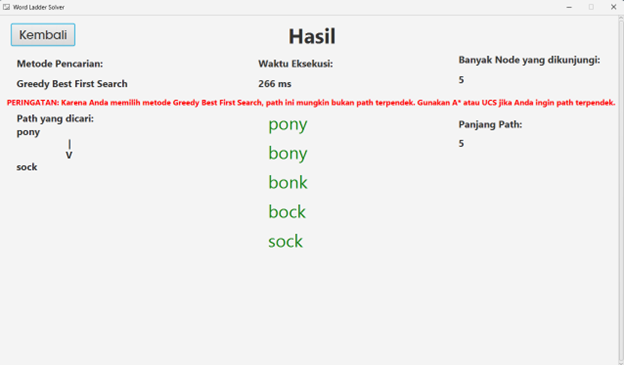 Word Ladder Solver
Kembali
Hasil
Metode Pencarian:
Greedy Best First Search
Waktu Eksekusi:
266 ms
Banyak Node yang dikunjungi:
5
PERINGATAN: Karena Anda memilih metode Greedy Best First Search, path ini mungkin bukan path terpendek. Gunakan A* atau UCS jika Anda ingin path terpendek.
Path yang dicari:
pony
|
V
sock
pony
bony
bonk
bock
sock
Panjang Path:
5